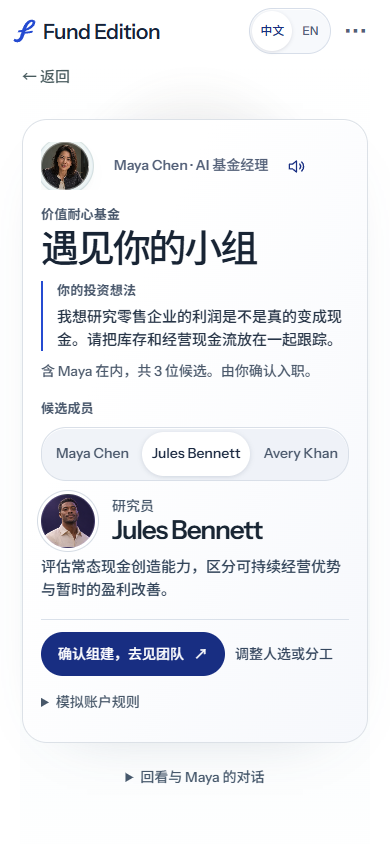 Fund Edition
中文 EN ···
← 返回
Maya Chen · AI 基金经理
价值耐心基金
遇见你的小组
你的投资想法
我想研究零售企业的利润是不是真的变成现
金。请把库存和经营现金流放在一起跟踪。
含 Maya 在内，共 3 位候选。由你确认入职。
候选成员
Maya Chen Jules Bennett Avery Khan
研究员
Jules Bennett
评估常态现金创造能力，区分可持续经营优势
与暂时的盈利改善。
确认组建，去见团队 ↗ 调整人选或分工
▶ 模拟账户规则
▶ 回看与 Maya 的对话